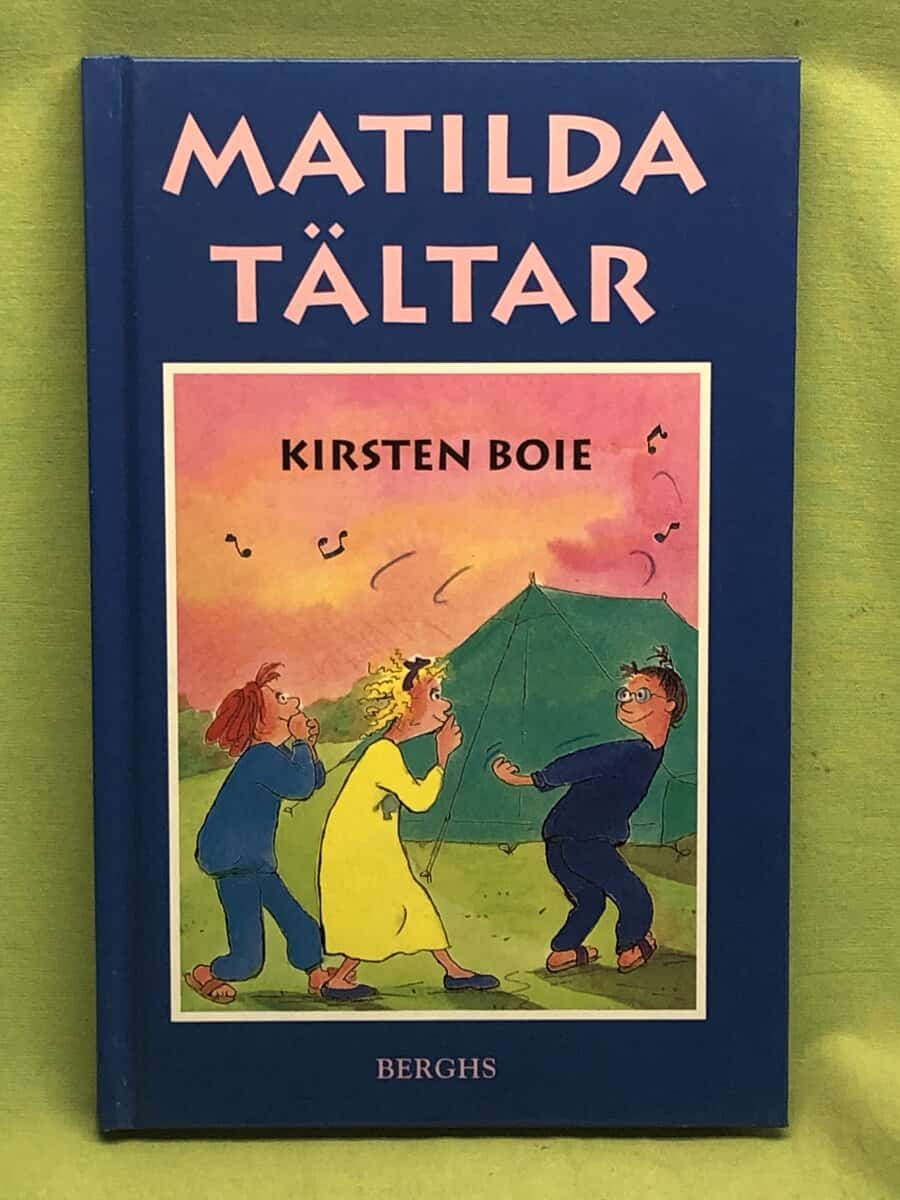 MATILDA
TÄLTAR
KIRSTEN BOIE
BERGHS